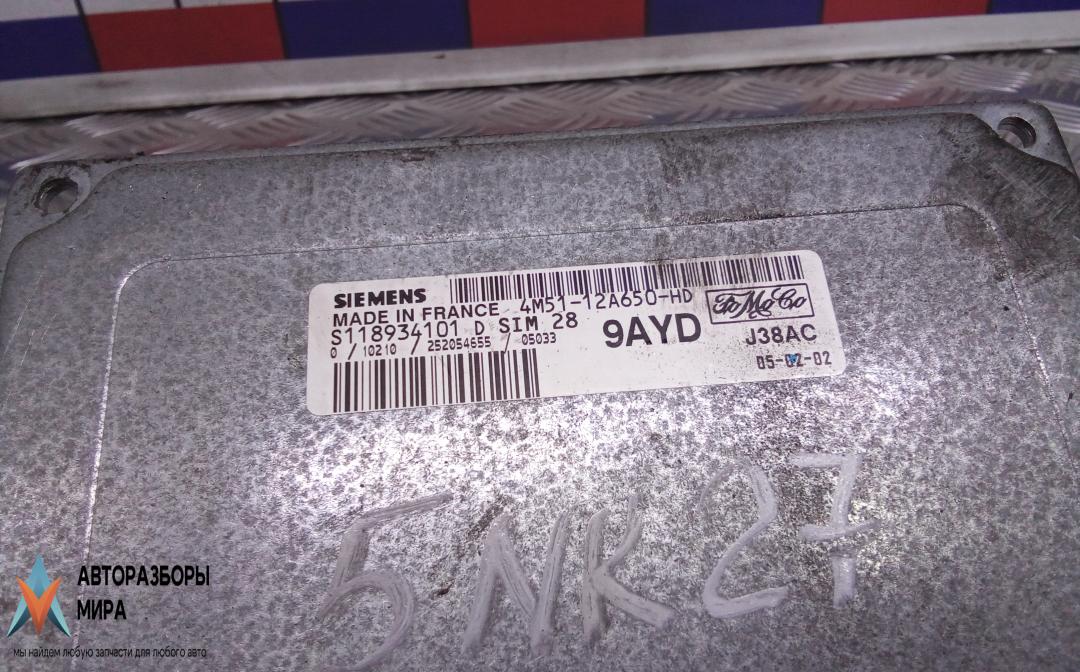 SIEMENS
MADE IN FRANCE 4M51-12A650-HD
FoMoCo
S118934101 D SIM 28
9AYD
J38AC
0 / 10210 / 252054655 / 05033
05-02-02
5NK27
АВТОРАЗБОРЫ
МИРА
мы найдем любую запчасти для любого авто